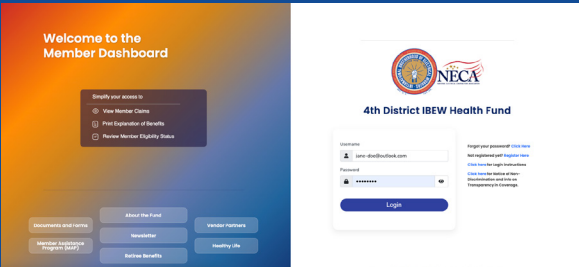 Welcome to the
Member Dashboard
Simplify your access to
View Member Claims
Print Explanation of Benefits
Review Member Eligibility Status
About the Fund
Documents and Forms
Vendor Partners
Newsletter
Member Assistance
Program (MAP)
Healthy Life
Retiree Benefits
NECA
4th District IBEW Health Fund
Username
jane-doe@outlook.com
Password
Login
Forgot your password? Click Here
Not registered yet? Register Here
Click here for Login Instructions
Click here for Notice of Non-
Discrimination and info on
Transparency in Coverage.